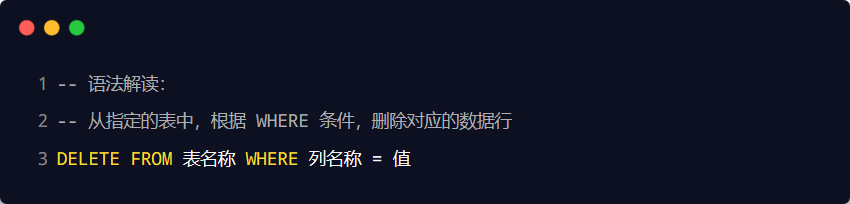 1 -- 语法解读:
2 -- 从指定的表中，根据 WHERE 条件，删除对应的数据行
3 DELETE FROM 表名称 WHERE 列名称 = 值